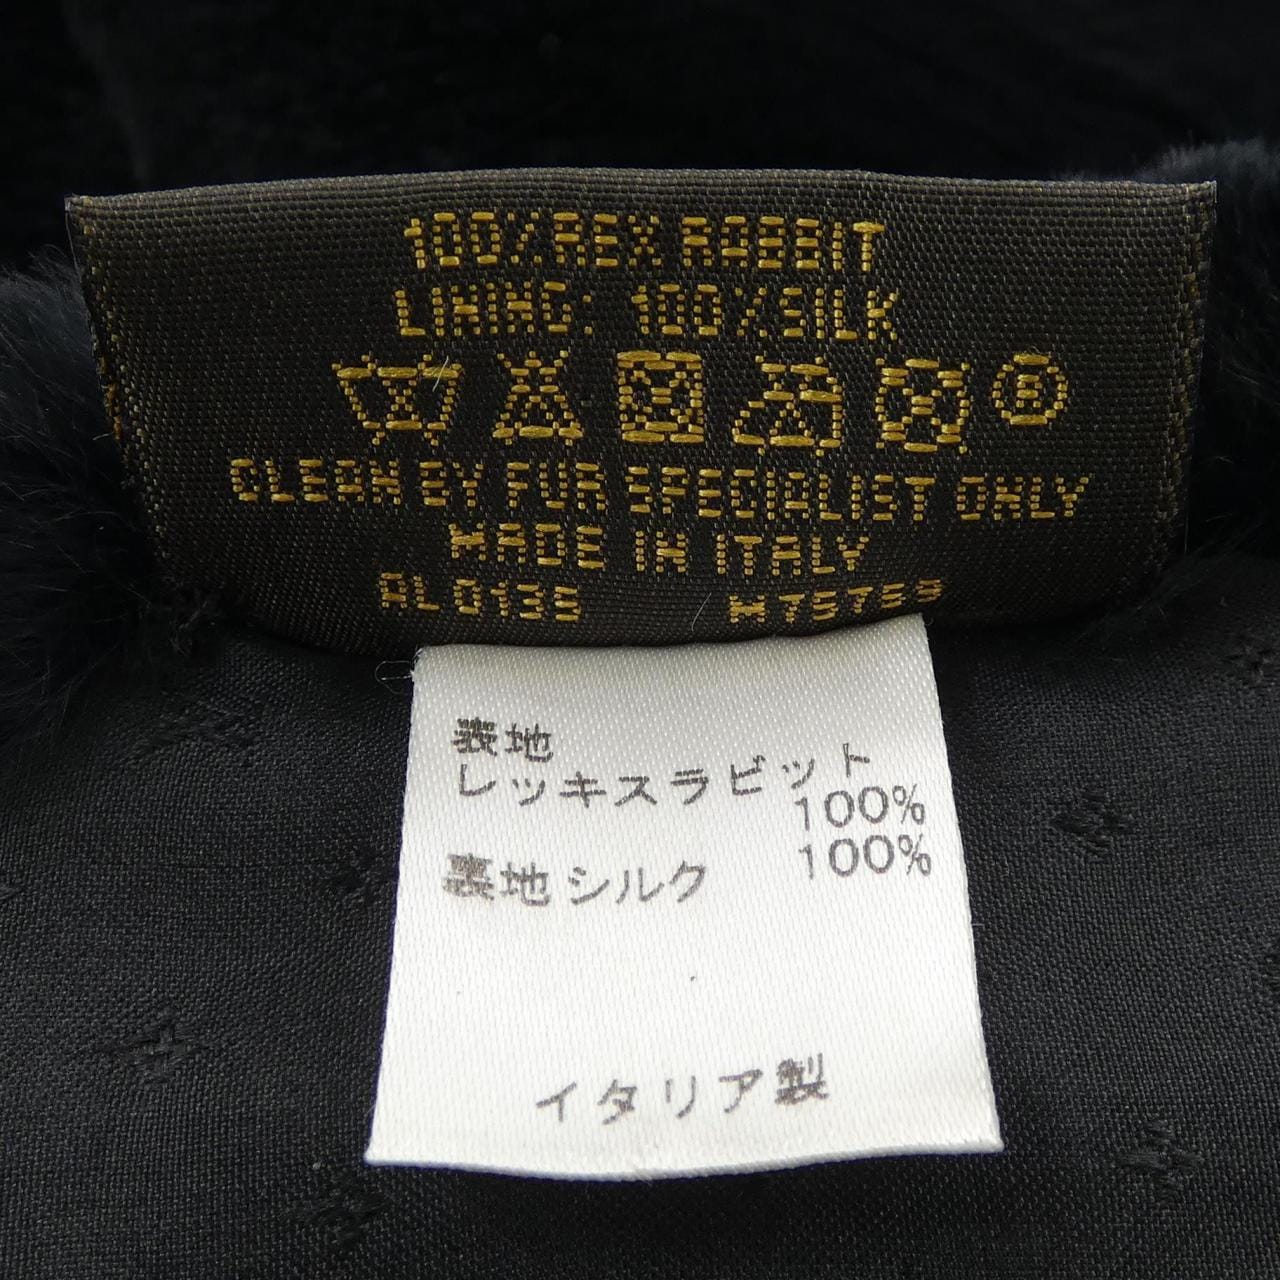 100%REX RABBIT
LINING: 100%SILK
CLEAN BY FUR SPECIALIST ONLY
MADE IN ITALY
AL0135 M75759
表地
レッキスラビット
100%
裏地シルク 100%
イタリア製